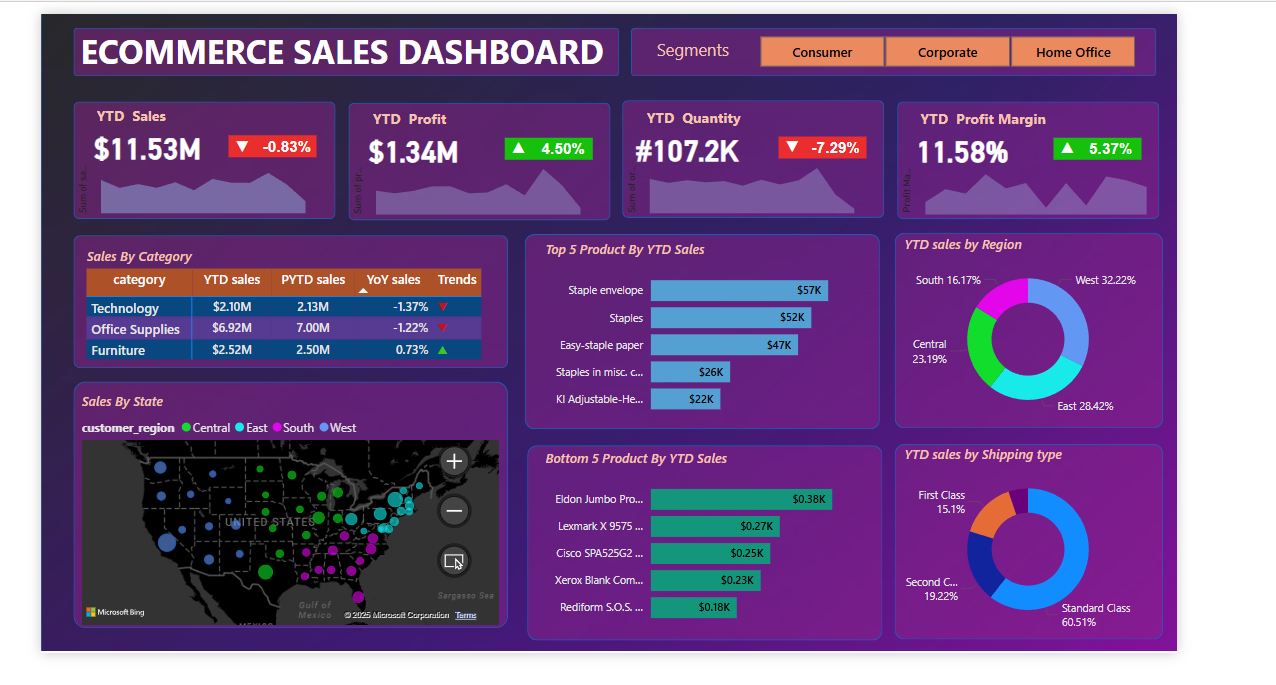 ECOMMERCE SALES DASHBOARD
Segments
Consumer
Corporate
Home Office
YTD Sales
$11.53M
▼ -0.83%
Sum of sa...
YTD Profit
$1.34M
▲ 4.50%
Sum of pr...
YTD Quantity
#107.2K
▼ -7.29%
Sum of or...
YTD Profit Margin
11.58%
▲ 5.37%
Profit Ma...
Sales By Category
category YTD sales PYTD sales YoY sales Trends
Technology $2.10M 2.13M -1.37% ▼
Office Supplies $6.92M 7.00M -1.22% ▼
Furniture $2.52M 2.50M 0.73% ▲
Top 5 Product By YTD Sales
Staple envelope $57K
Staples $52K
Easy-staple paper $47K
Staples in misc. c... $26K
KI Adjustable-He... $22K
YTD sales by Region
South 16.17%
West 32.22%
Central
23.19%
East 28.42%
Sales By State
customer_region Central East South West
UNITED STATES
Gulf of
Mexico
Sargasso Sea
MEXICO
Microsoft Bing
© 2025 Microsoft Corporation Terms
Bottom 5 Product By YTD Sales
Eldon Jumbo Pro... $0.38K
Lexmark X 9575 ... $0.27K
Cisco SPA525G2 ... $0.25K
Xerox Blank Com... $0.23K
Rediform S.O.S. ... $0.18K
YTD sales by Shipping type
First Class
15.1%
Second C...
19.22%
Standard Class
60.51%